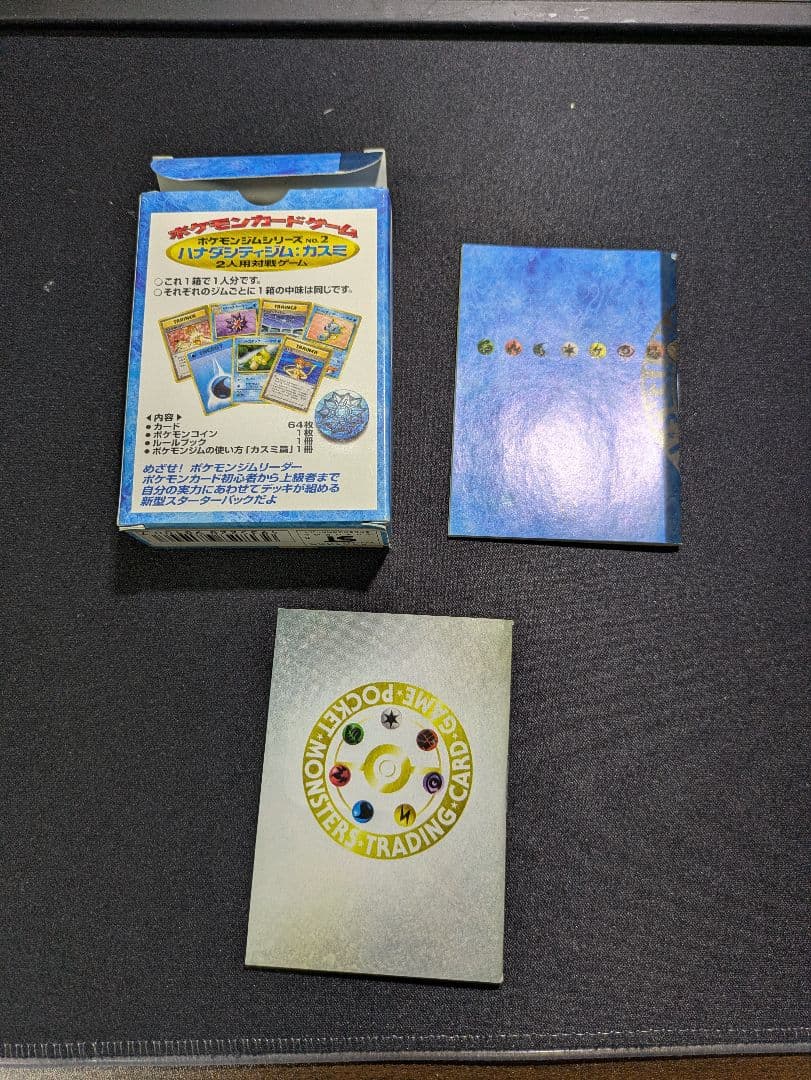 ポケモンカードゲーム
ポケモンジムシリーズ NO.2
ハナダシティジム：カスミ
2人用対戦ゲーム
○これ1箱で1人分です。
○それぞれのジムごとに1箱の中味は同じです。
TRAINER
TRAINER
TRAINER
◀内容▶
●カード 64枚
●ポケモンコイン 1枚
●ルールブック 1冊
●ポケモンジムの使い方「カスミ篇」1冊
めざせ！ポケモンジムリーダー
ポケモンカード初心者から上級者まで
自分の実力にあわせてデッキが組める
新型スターターパックだよ
ST
POCKET★MONSTERS★TRADING★CARD★GAME★